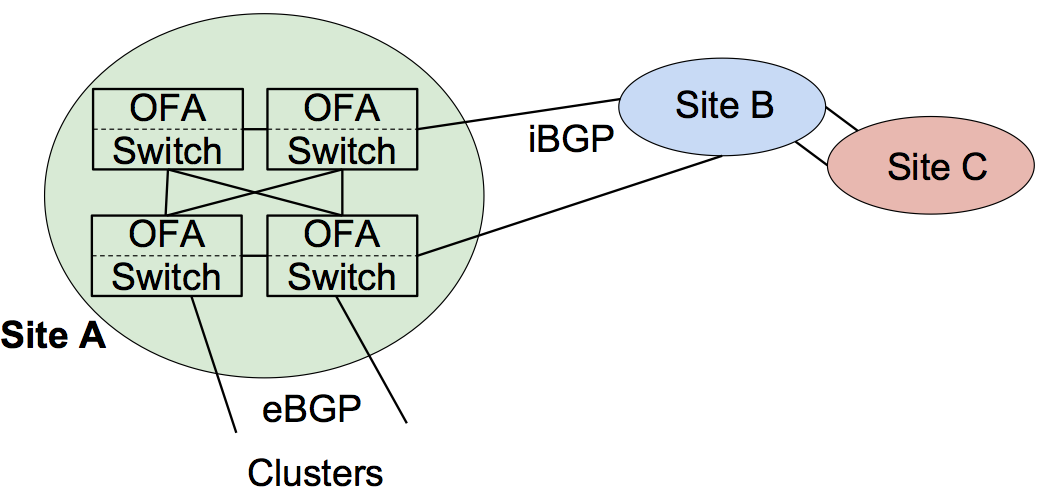 OFA
Switch
OFA
Switch
OFA
Switch
OFA
Switch
Site A
iBGP
Site B
Site C
eBGP
Clusters